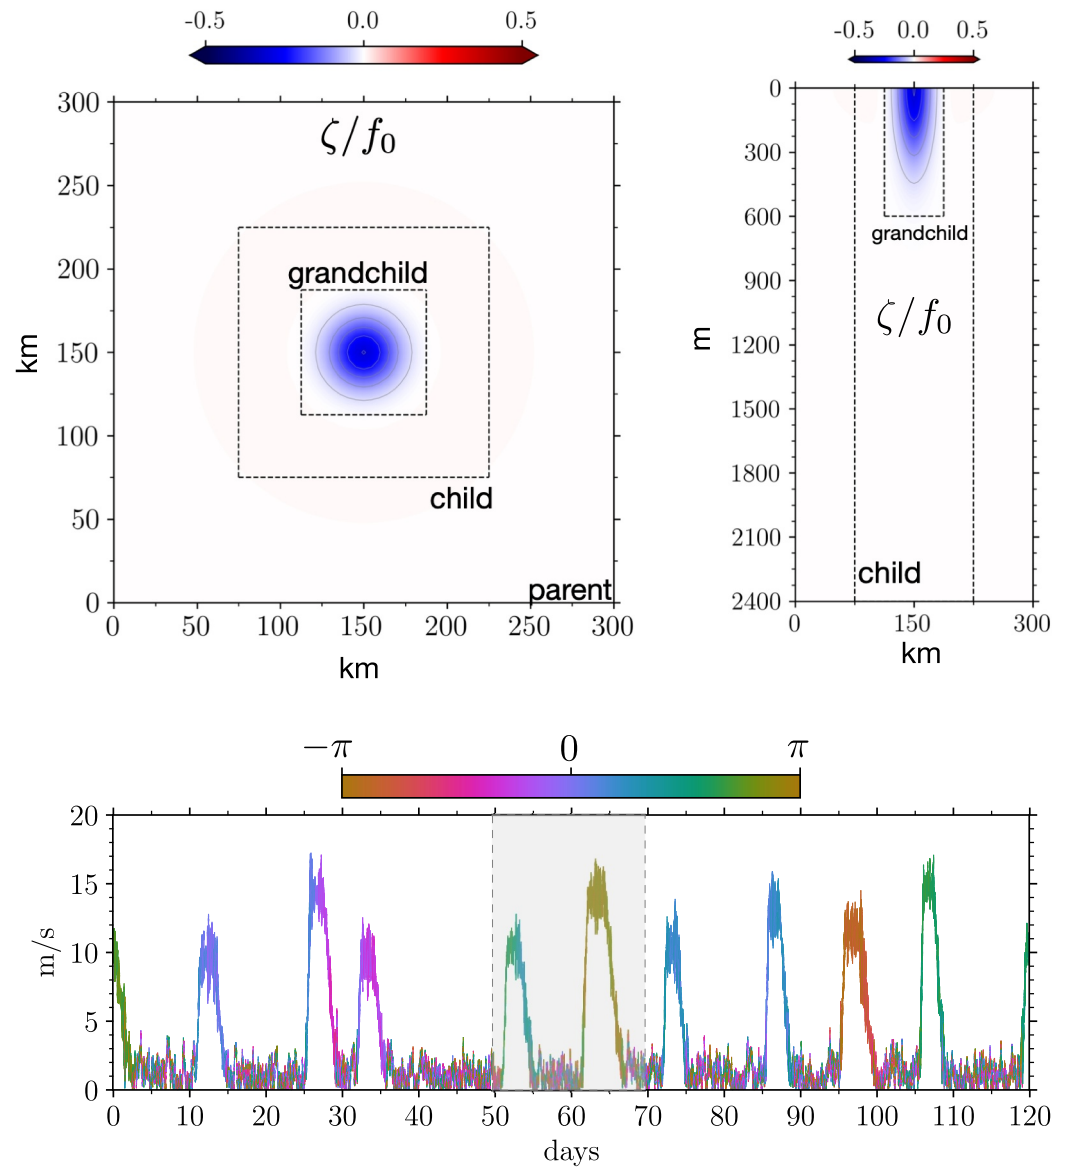 -0.5 0.0 0.5
300
250
200
150
100
50
0
km
ζ/f₀
grandchild
child
parent
0 50 100 150 200 250 300
km
-0.5 0.0 0.5
0
300
600
900
1200
1500
1800
2100
2400
m
grandchild
ζ/f₀
child
0 150 300
km
−π 0 π
20
15
10
5
0
m/s
0 10 20 30 40 50 60 70 80 90 100 110 120
days